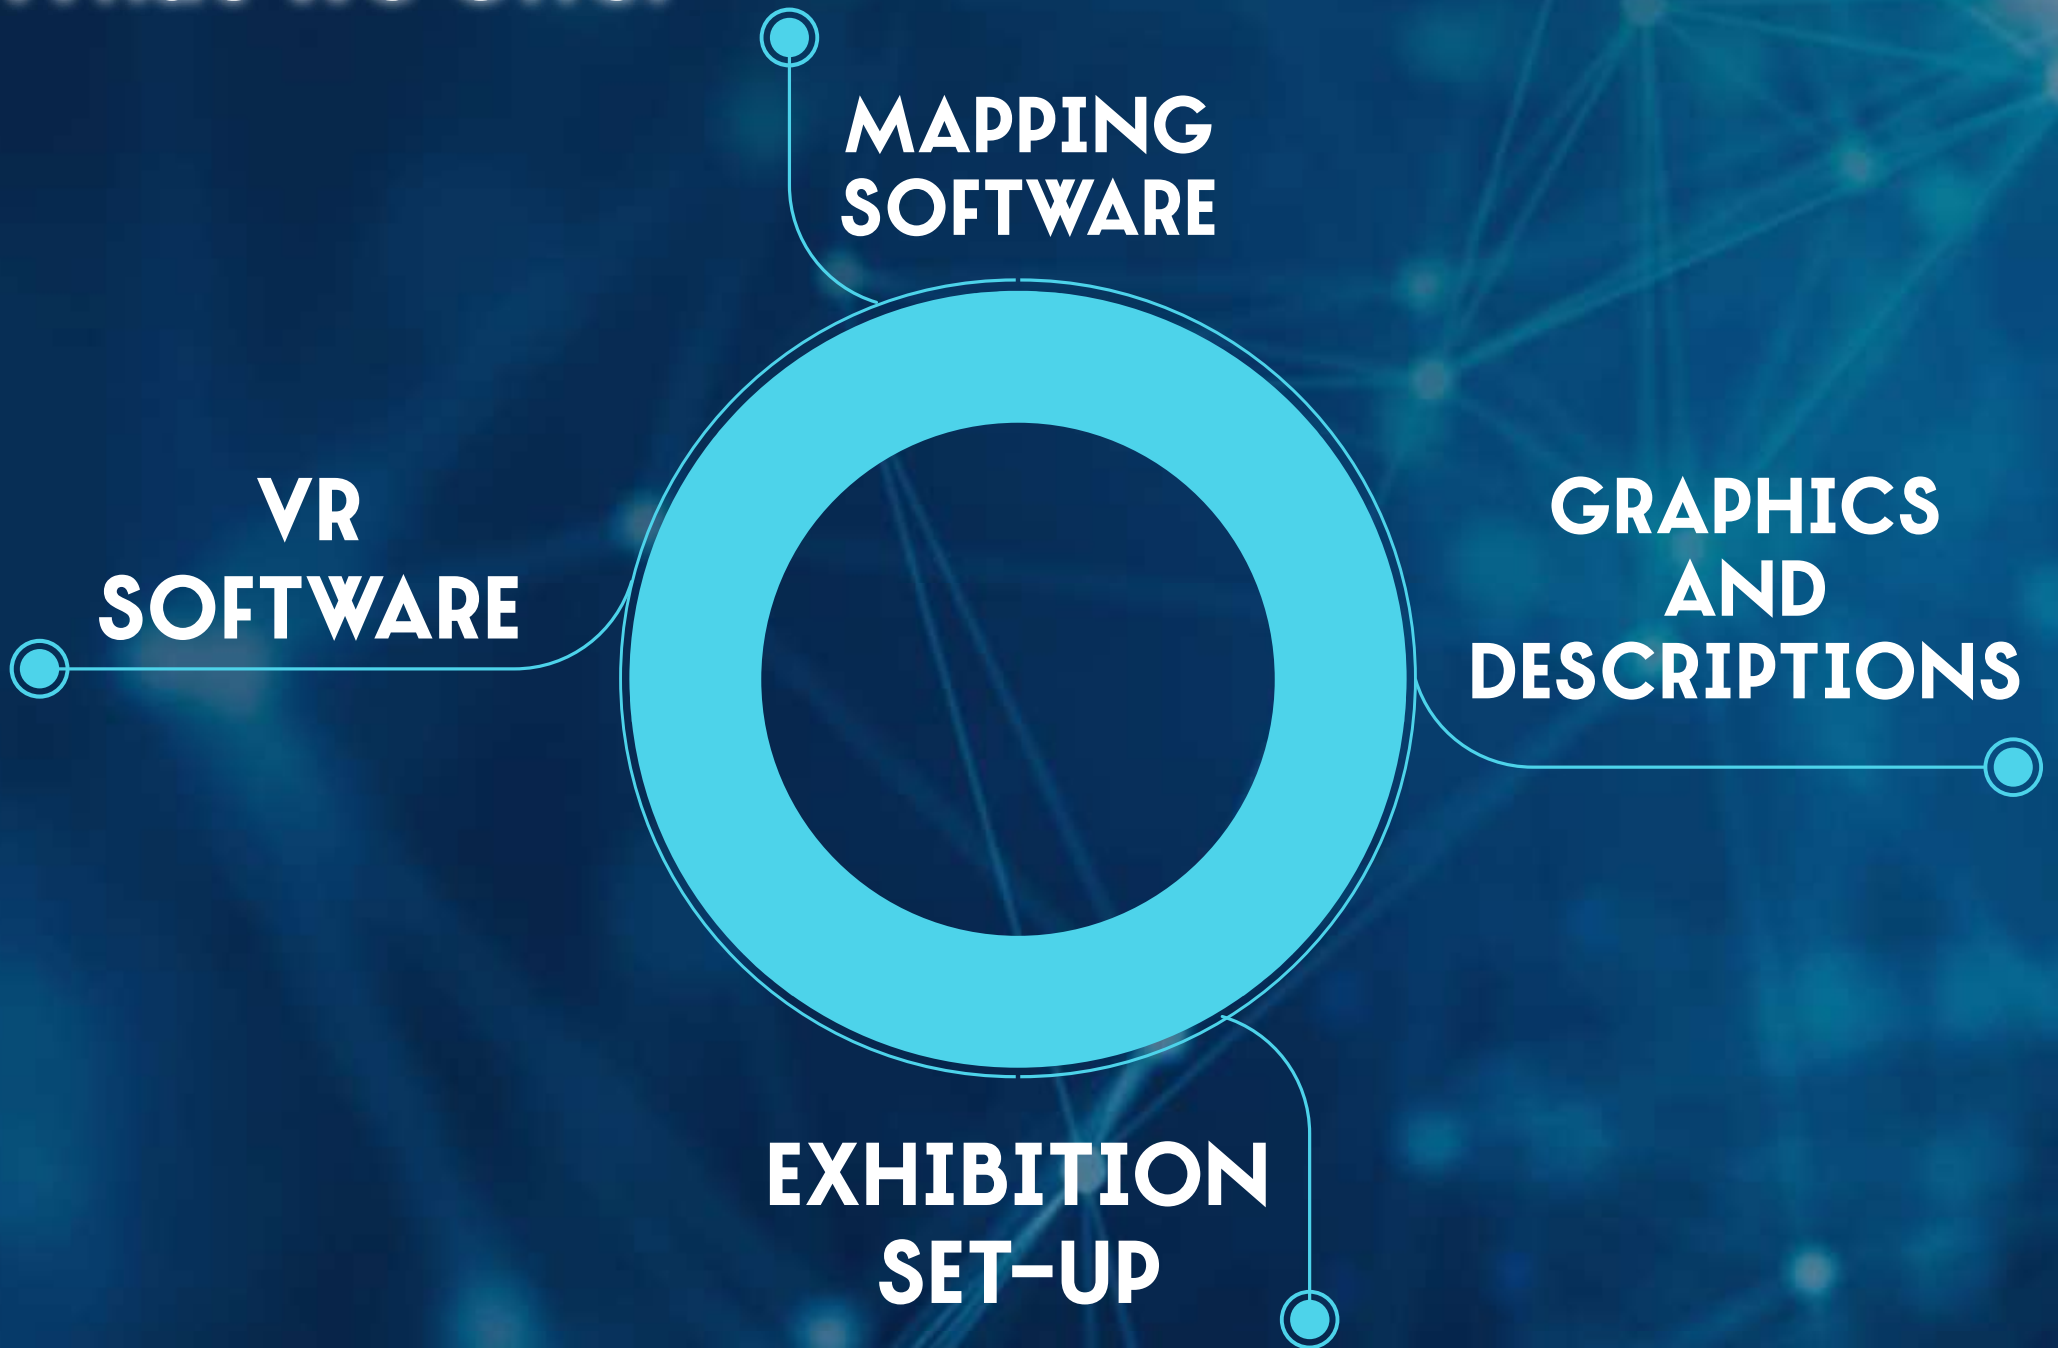 MAPPING
SOFTWARE
VR
SOFTWARE
GRAPHICS
AND
DESCRIPTIONS
EXHIBITION
SET-UP